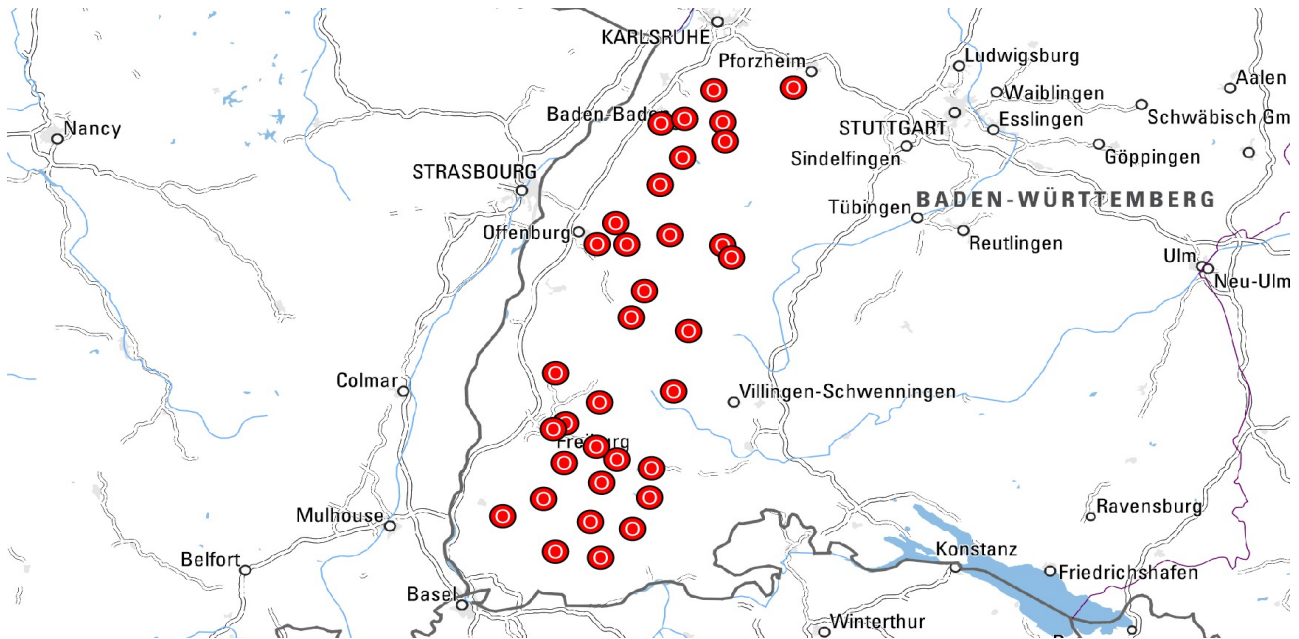 KARLSRUHE
Pforzheim
Ludwigsburg
Aalen
Waiblingen
Nancy
Baden-Baden
Esslingen
Schwäbisch Gm
STUTTGART
Sindelfingen
Göppingen
STRASBOURG
BADEN-WÜRTTEMBERG
Tübingen
Offenburg
Reutlingen
Ulm
Neu-Ulm
Colmar
Villingen-Schwenningen
Freiburg
Mulhouse
Ravensburg
Konstanz
Belfort
Friedrichshafen
Basel
Winterthur